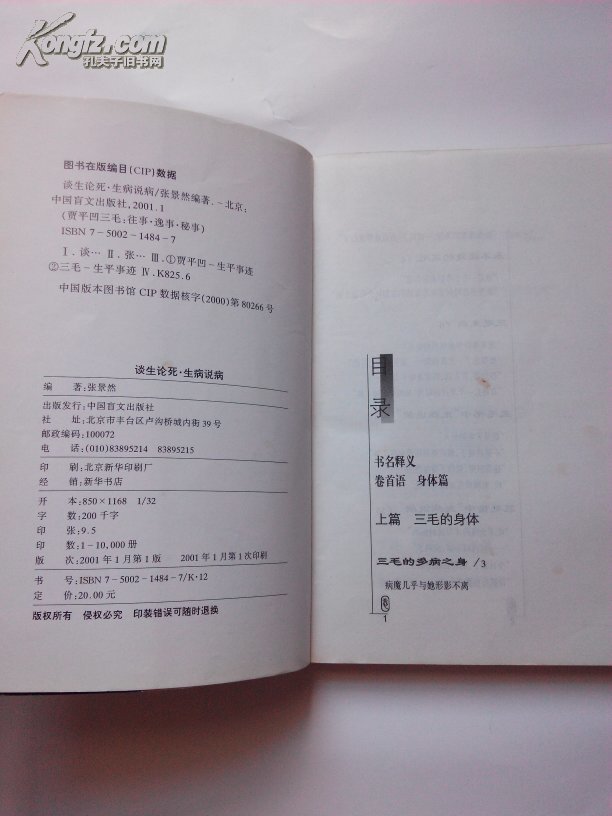 Kongfz.com
孔夫子旧书网
图书在版编目(CIP)数据
谈生论死·生病说病/张景然编著.-北京:
中国盲文出版社,2001.1
(贾平凹三毛:往事·逸事·秘事)
ISBN 7-5002-1484-7
Ⅰ.谈… Ⅱ.张… Ⅲ.①贾平凹-生平事迹
②三毛-生平事迹 Ⅳ.K825.6
中国版本图书馆CIP数据核字(2000)第80266号
谈生论死·生病说病
编 著:张景然
出版发行:中国盲文出版社
社 址:北京市丰台区卢沟桥城内街39号
邮政编码:100072
电 话:(010)83895214 83895215
印 刷:北京新华印刷厂
经 销:新华书店
开 本:850×1168 1/32
字 数:200千字
印 张:9.5
印 数:1-10,000册
版 次:2001年1月第1版 2001年1月第1次印刷
书 号:ISBN 7-5002-1484-7/K·12
定 价:20.00元
版权所有 侵权必究 印装错误可随时退换
目录
书名释义
卷首语 身体篇
上篇 三毛的身体
三毛的多病之身 /3
病魔几乎与她形影不离
1